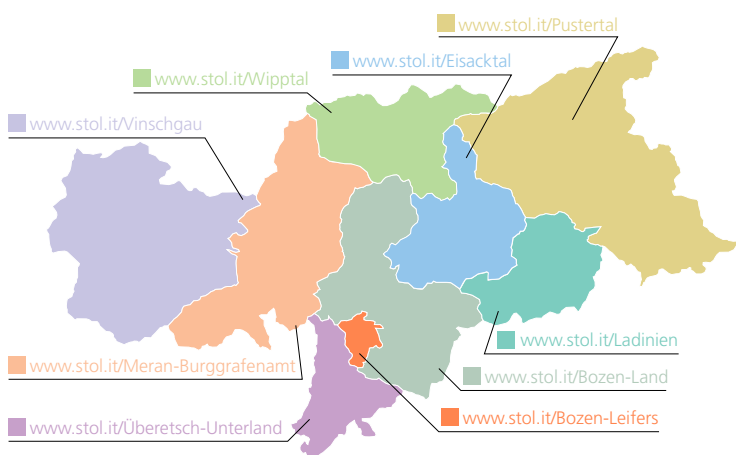 www.stol.it/Pustertal
www.stol.it/Eisacktal
www.stol.it/Wipptal
www.stol.it/Vinschgau
www.stol.it/Ladinien
www.stol.it/Meran-Burggrafenamt
www.stol.it/Bozen-Land
www.stol.it/Bozen-Leifers
www.stol.it/Überetsch-Unterland